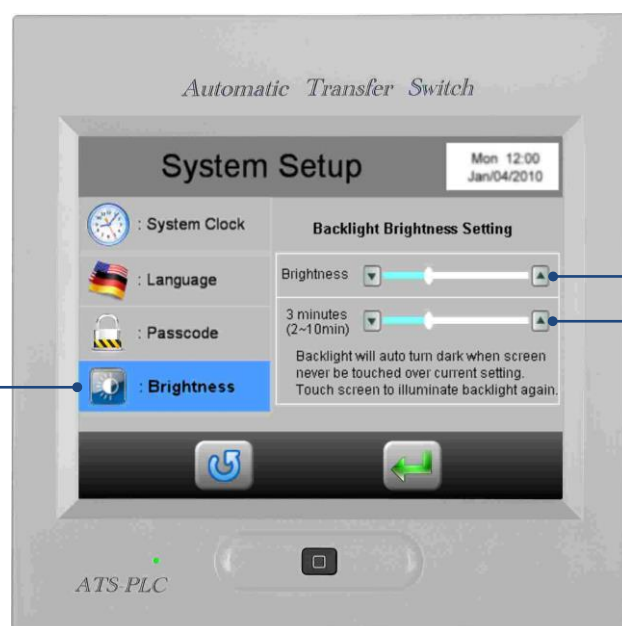 Automatic Transfer Switch
System Setup
Mon 12:00
Jan/04/2010
: System Clock
: Language
: Passcode
: Brightness
Backlight Brightness Setting
Brightness
3 minutes
(2~10min)
Backlight will auto turn dark when screen
never be touched over current setting.
Touch screen to illuminate backlight again.
ATS-PLC